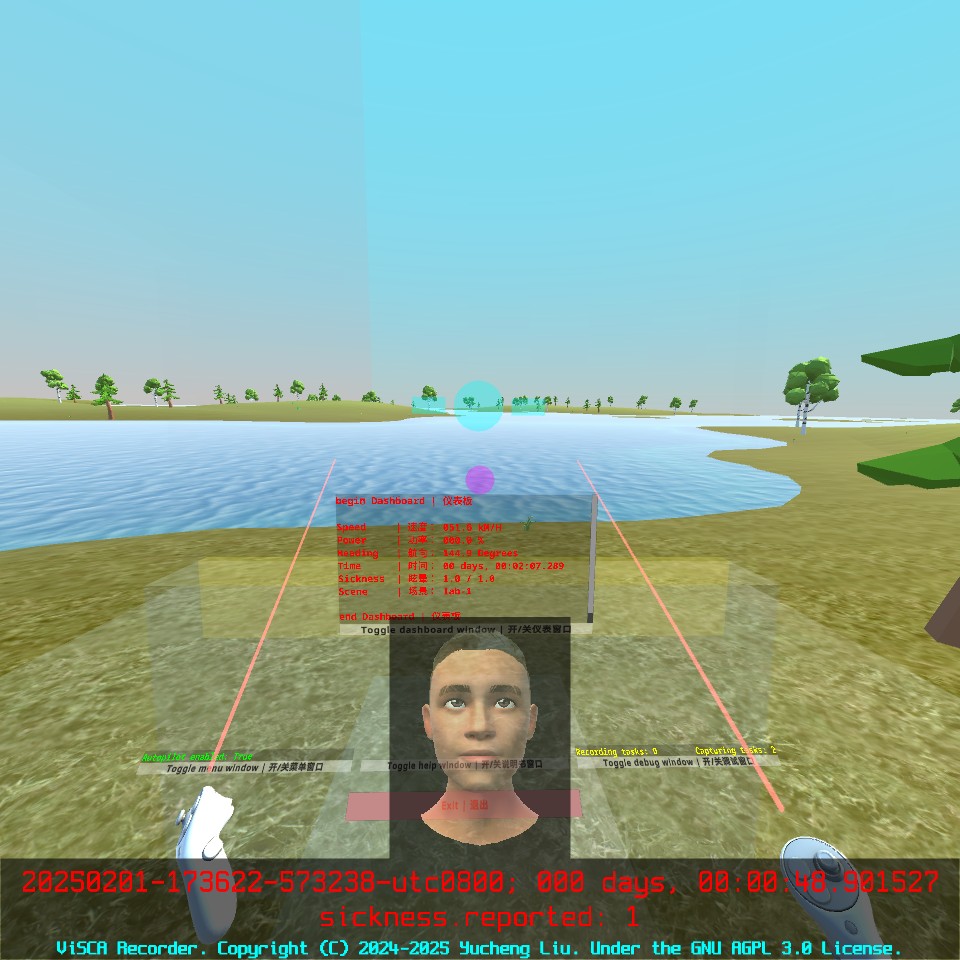 begin Dashboard | 仪表板
Speed | 速度: 051.6 kM/H
Power | 功率: 000.0 %
Heading | 航号: 144.9 Degrees
Time | 时间: 00 days, 00:02:07.289
Sickness | 眩晕: 1.0 / 1.0
Scene | 场景: lab-1
end Dashboard | 仪表板
Toggle dashboard window | 开/关仪表窗口
Autopilot enabled: True
Toggle menu window | 开/关菜单窗口
Toggle help window | 开/关说明书窗口
Recording tasks: 0 Capturing tasks: 2
Toggle debug window | 开/关调试窗口
Exit | 退出
20250201-173622-573238-utc0800; 000 days, 00:00:48.901527
sickness.reported: 1
ViSCA Recorder. Copyright (C) 2024-2025 Yucheng Liu. Under the GNU AGPL 3.0 License.